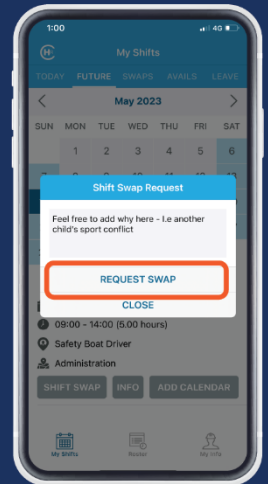 1:00
4G
My Shifts
TODAY FUTURE SWAPS AVAILS LEAVE
< May 2023 >
SUN MON TUE WED THU FRI SAT
1 2 3 4 5 6
Shift Swap Request
Feel free to add why here - I.e another
child's sport conflict
REQUEST SWAP
CLOSE
09:00 - 14:00 (5.00 hours)
Safety Boat Driver
Administration
SHIFT SWAP INFO ADD CALENDAR
My Shifts Roster My Info